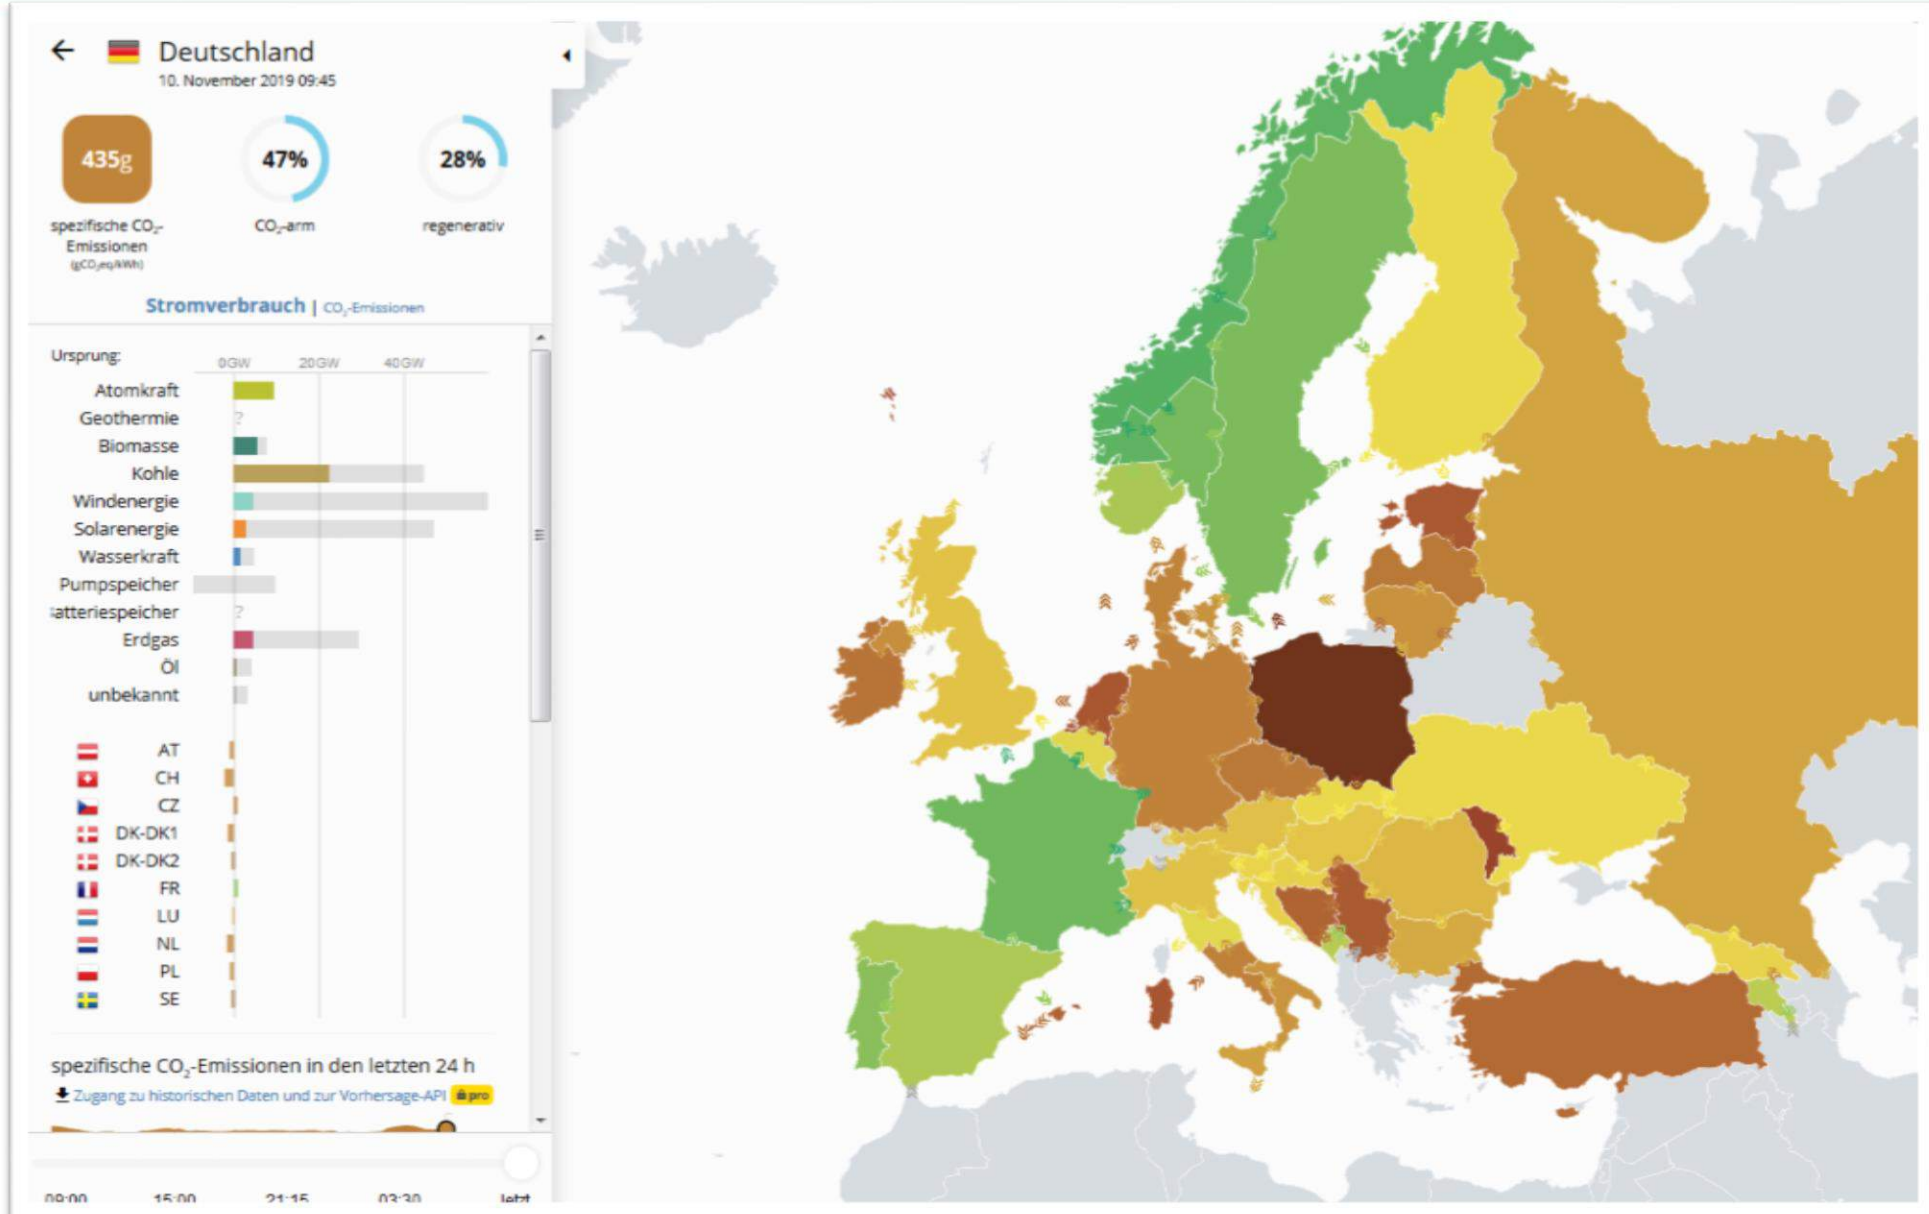 Deutschland
10. November 2019 09:45
435g
47%
28%
spezifische CO₂-
Emissionen
(gCO₂eq/kWh)
CO₂-arm
regenerativ
Stromverbrauch | CO₂-Emissionen
Ursprung:
0GW 20GW 40GW
Atomkraft
Geothermie ?
Biomasse
Kohle
Windenergie
Solarenergie
Wasserkraft
Pumpspeicher
atteriespeicher ?
Erdgas
Öl
unbekannt
AT
CH
CZ
DK-DK1
DK-DK2
FR
LU
NL
PL
SE
spezifische CO₂-Emissionen in den letzten 24 h
Zugang zu historischen Daten und zur Vorhersage-API pro
09:00 15:00 21:15 03:30 Jetzt